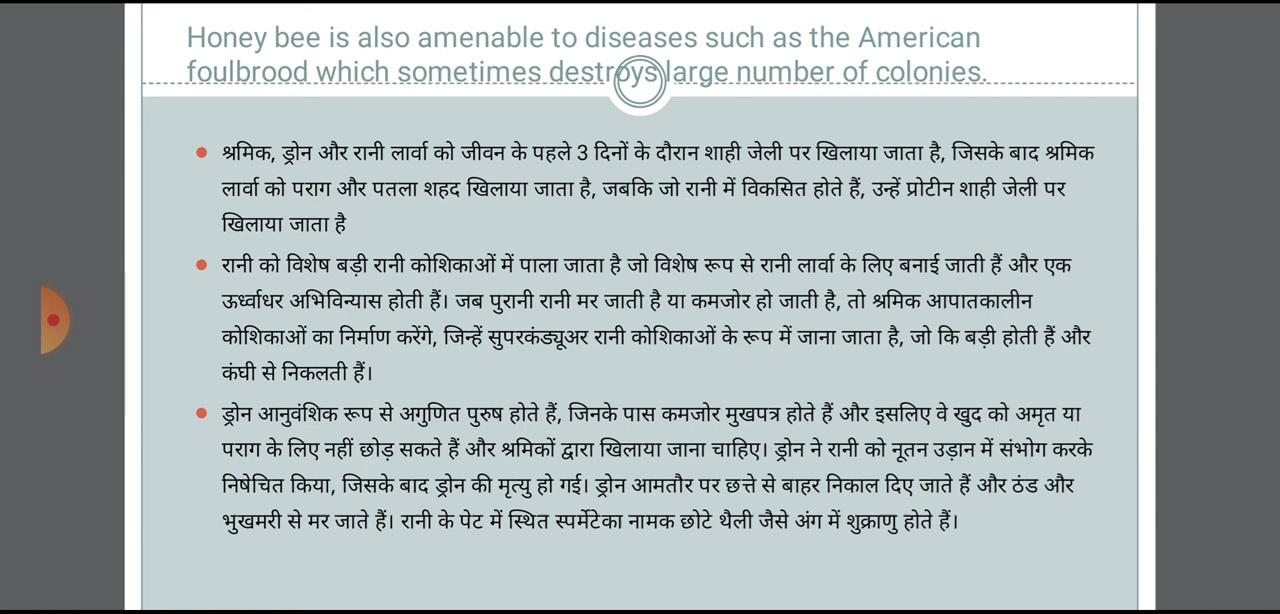 Honey bee is also amenable to diseases such as the American
foulbrood which sometimes destroys large number of colonies.
श्रमिक, ड्रोन और रानी लार्वा को जीवन के पहले 3 दिनों के दौरान शाही जेली पर खिलाया जाता है, जिसके बाद श्रमिक
लार्वा को पराग और पतला शहद खिलाया जाता है, जबकि जो रानी में विकसित होते हैं, उन्हें प्रोटीन शाही जेली पर
खिलाया जाता है
रानी को विशेष बड़ी रानी कोशिकाओं में पाला जाता है जो विशेष रूप से रानी लार्वा के लिए बनाई जाती हैं और एक
ऊर्ध्वाधर अभिविन्यास होती हैं। जब पुरानी रानी मर जाती है या कमजोर हो जाती है, तो श्रमिक आपातकालीन
कोशिकाओं का निर्माण करेंगे, जिन्हें सुपरकंड्यूअर रानी कोशिकाओं के रूप में जाना जाता है, जो कि बड़ी होती हैं और
कंघी से निकलती हैं।
ड्रोन आनुवंशिक रूप से अगुणित पुरुष होते हैं, जिनके पास कमजोर मुखपत्र होते हैं और इसलिए वे खुद को अमृत या
पराग के लिए नहीं छोड़ सकते हैं और श्रमिकों द्वारा खिलाया जाना चाहिए। ड्रोन ने रानी को नूतन उड़ान में संभोग करके
निषेचित किया, जिसके बाद ड्रोन की मृत्यु हो गई। ड्रोन आमतौर पर छत्ते से बाहर निकाल दिए जाते हैं और ठंड और
भुखमरी से मर जाते हैं। रानी के पेट में स्थित स्पर्मेटेका नामक छोटे थैली जैसे अंग में शुक्राणु होते हैं।